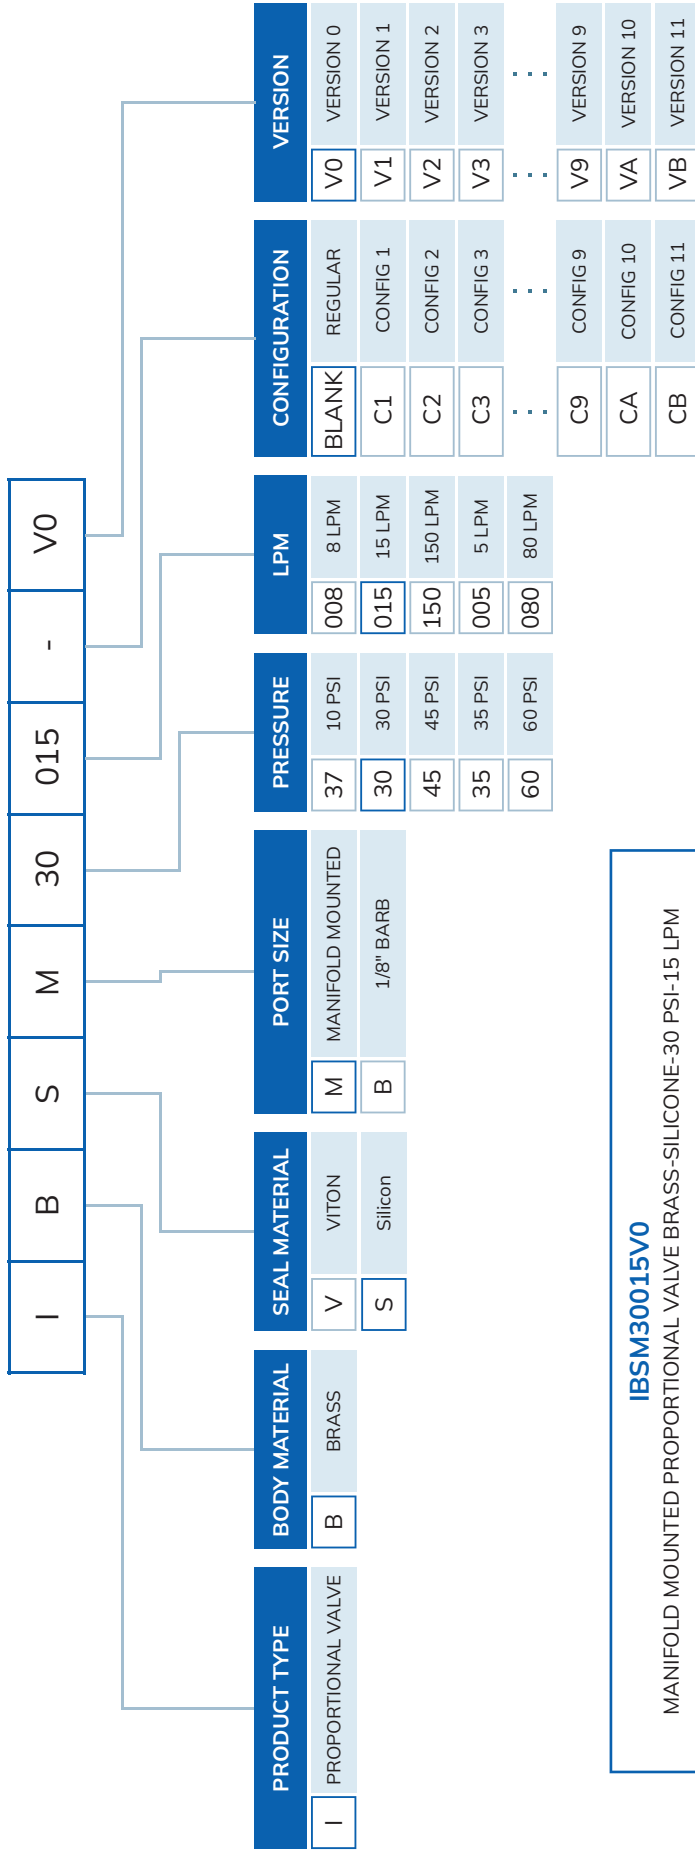 I B S M 30 015 - V0
PRODUCT TYPE
I PROPORTIONAL VALVE
BODY MATERIAL
B BRASS
SEAL MATERIAL
V VITON
S Silicon
PORT SIZE
M MANIFOLD MOUNTED
B 1/8" BARB
PRESSURE
37 10 PSI
30 30 PSI
45 45 PSI
35 35 PSI
60 60 PSI
LPM
008 8 LPM
015 15 LPM
150 150 LPM
005 5 LPM
080 80 LPM
CONFIGURATION
BLANK REGULAR
C1 CONFIG 1
C2 CONFIG 2
C3 CONFIG 3
... ...
C9 CONFIG 9
CA CONFIG 10
CB CONFIG 11
VERSION
V0 VERSION 0
V1 VERSION 1
V2 VERSION 2
V3 VERSION 3
... ...
V9 VERSION 9
VA VERSION 10
VB VERSION 11
IBSM30015V0
MANIFOLD MOUNTED PROPORTIONAL VALVE BRASS-SILICONE-30 PSI-15 LPM